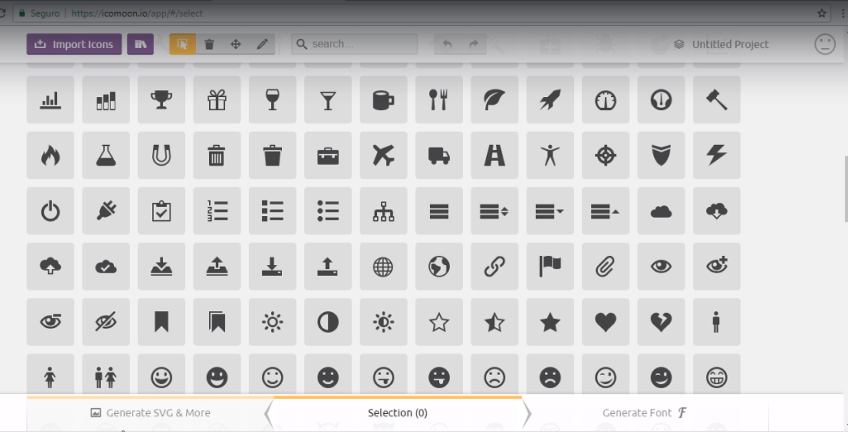 Seguro https://icomoon.io/app/#/select
Import Icons search... Untitled Project
Generate SVG & More Selection (0) Generate Font